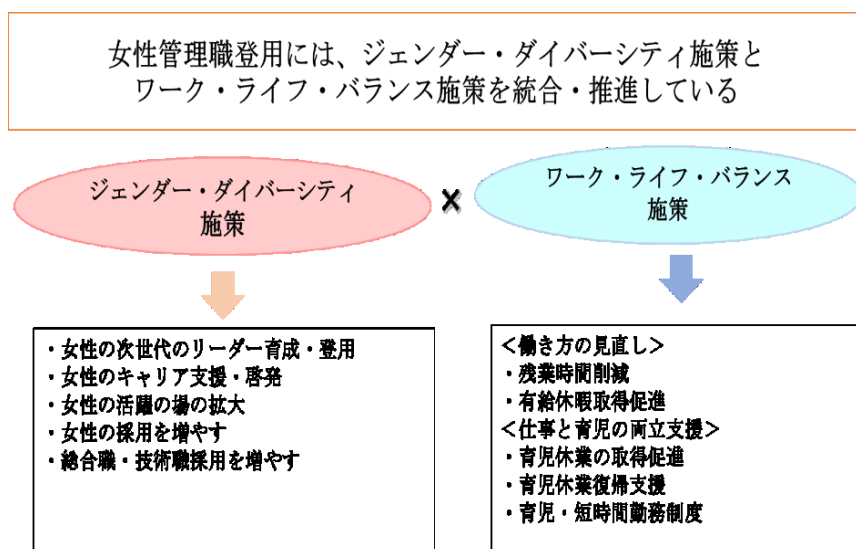 女性管理職登用には、ジェンダー・ダイバーシティ施策と
ワーク・ライフ・バランス施策を統合・推進している
ジェンダー・ダイバーシティ
施策
x
ワーク・ライフ・バランス
施策
・女性の次世代のリーダー育成・登用
・女性のキャリア支援・啓発
・女性の活躍の場の拡大
・女性の採用を増やす
・総合職・技術職採用を増やす
＜働き方の見直し＞
・残業時間削減
・有給休暇取得促進
＜仕事と育児の両立支援＞
・育児休業の取得促進
・育児休業復帰支援
・育児・短時間勤務制度